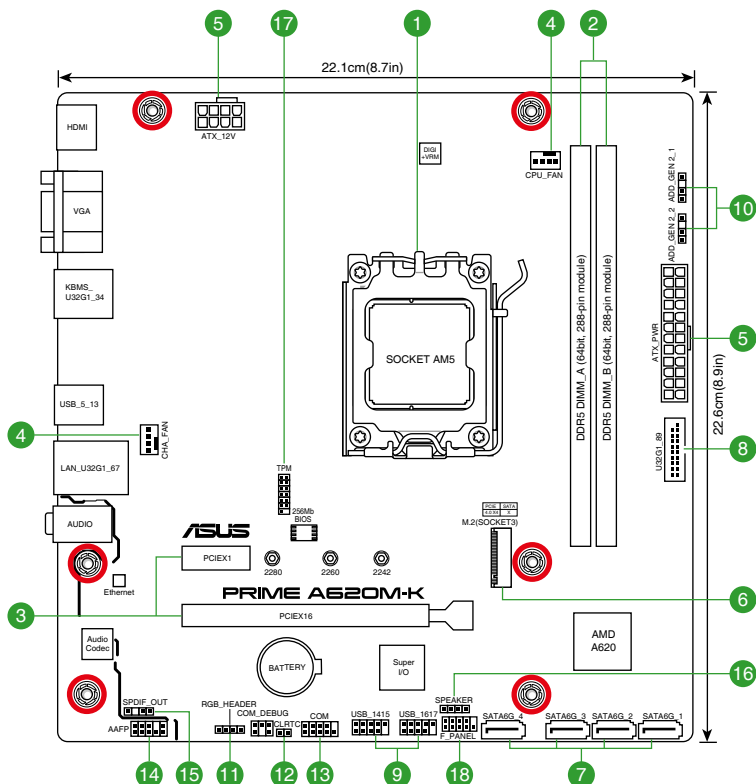 5
17
1
4
2
22.1cm(8.7in)
HDMI
ATX_12V
DIGI
+VRM
CPU_FAN
ADD_GEN 2_1
10
VGA
ADD_GEN 2_2
KBMS_
U32G1_34
DDR5 DIMM_A (64bit, 288-pin module)
DDR5 DIMM_B (64bit, 288-pin module)
ATX_PWR
5
SOCKET AM5
22.6cm(8.9in)
USB_5_13
4
CHA_FAN
U32G1_89
8
LAN_U32G1_67
TPM
AUDIO
256Mb
BIOS
PCIE SATA
4.0 X4 X
M.2(SOCKET3)
ASUS
PCIEX1
2280
2260
2242
Ethernet
PRIME A620M-K
6
3
PCIEX16
Audio
Codec
BATTERY
Super
I/O
AMD
A620
16
SPDIF_OUT
RGB_HEADER
SPEAKER
AAFP
COM_DEBUG
CLRTC
COM
USB_1415
USB_1617
F_PANEL
SATA6G_4
SATA6G_3
SATA6G_2
SATA6G_1
14
15
11
12
13
9
18
7